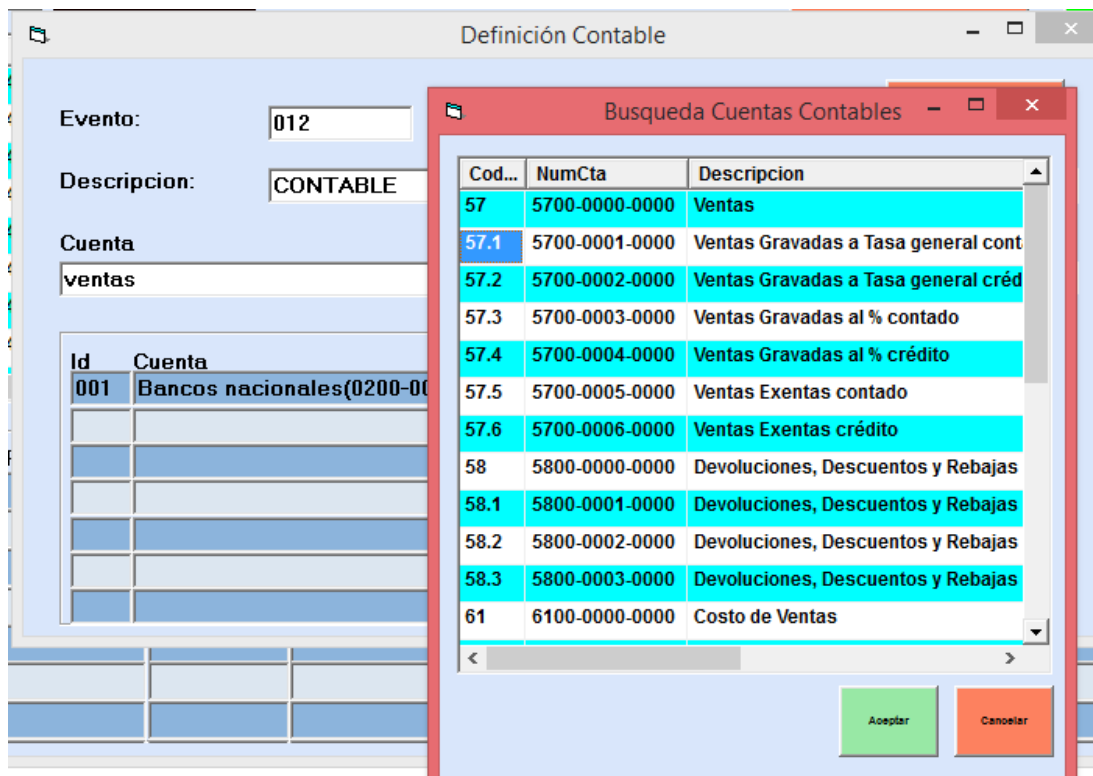 Definición Contable
Evento:
012
Descripcion:
CONTABLE
Cuenta
ventas
Id Cuenta
001 Bancos nacionales(0200-00
Busqueda Cuentas Contables
Cod... NumCta Descripcion
57 5700-0000-0000 Ventas
57.1 5700-0001-0000 Ventas Gravadas a Tasa general cont
57.2 5700-0002-0000 Ventas Gravadas a Tasa general créd
57.3 5700-0003-0000 Ventas Gravadas al % contado
57.4 5700-0004-0000 Ventas Gravadas al % crédito
57.5 5700-0005-0000 Ventas Exentas contado
57.6 5700-0006-0000 Ventas Exentas crédito
58 5800-0000-0000 Devoluciones, Descuentos y Rebajas
58.1 5800-0001-0000 Devoluciones, Descuentos y Rebajas
58.2 5800-0002-0000 Devoluciones, Descuentos y Rebajas
58.3 5800-0003-0000 Devoluciones, Descuentos y Rebajas
61 6100-0000-0000 Costo de Ventas
Aceptar
Cancelar